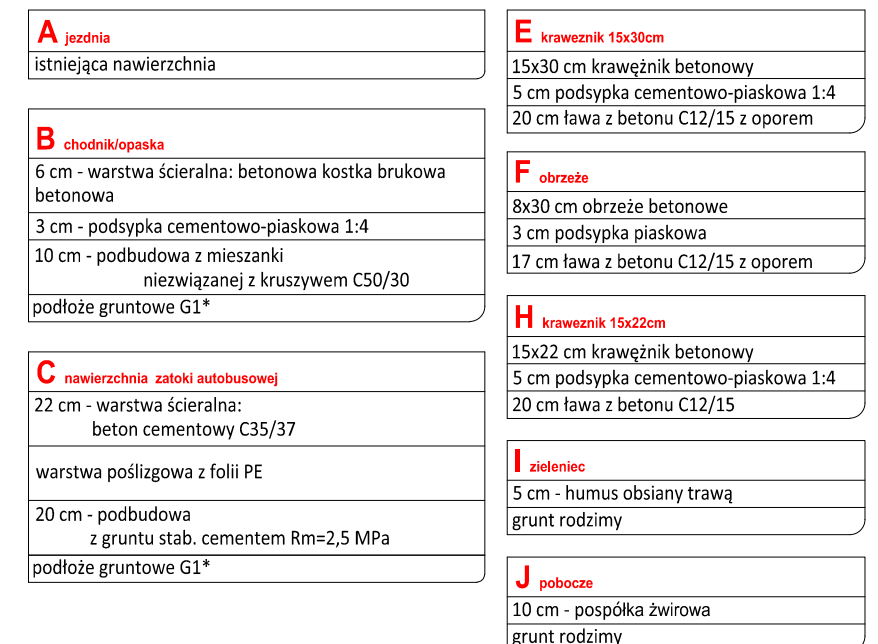 A jezdnia
istniejąca nawierzchnia
B chodnik/opaska
6 cm - warstwa ścieralna: betonowa kostka brukowa
betonowa
3 cm - podsypka cementowo-piaskowa 1:4
10 cm - podbudowa z mieszanki
niezwiązanej z kruszywem C50/30
podłoże gruntowe G1*
C nawierzchnia zatoki autobusowej
22 cm - warstwa ścieralna:
beton cementowy C35/37
warstwa poślizgowa z folii PE
20 cm - podbudowa
z gruntu stab. cementem Rm=2,5 MPa
podłoże gruntowe G1*
E kraweznik 15x30cm
15x30 cm krawężnik betonowy
5 cm podsypka cementowo-piaskowa 1:4
20 cm ława z betonu C12/15 z oporem
F obrzeże
8x30 cm obrzeże betonowe
3 cm podsypka piaskowa
17 cm ława z betonu C12/15 z oporem
H kraweznik 15x22cm
15x22 cm krawężnik betonowy
5 cm podsypka cementowo-piaskowa 1:4
20 cm ława z betonu C12/15
I zieleniec
5 cm - humus obsiany trawą
grunt rodzimy
J pobocze
10 cm - pospółka żwirowa
grunt rodzimy